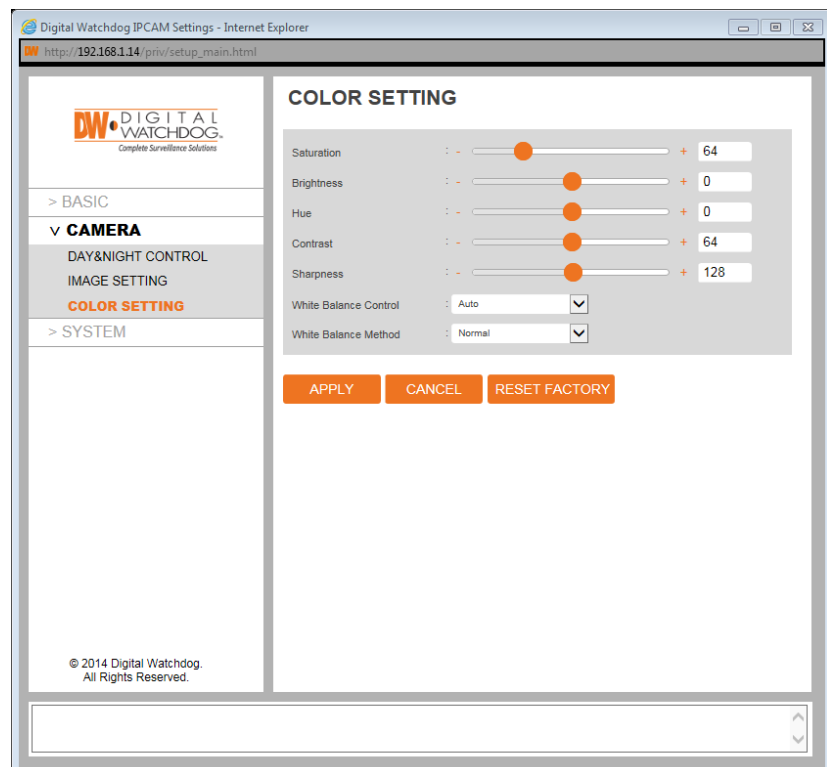 Digital Watchdog IPCAM Settings - Internet Explorer
http://192.168.1.14/priv/setup_main.html
DW DIGITAL
WATCHDOG.
Complete Surveillance Solutions
> BASIC
v CAMERA
DAY&NIGHT CONTROL
IMAGE SETTING
COLOR SETTING
> SYSTEM
© 2014 Digital Watchdog.
All Rights Reserved.
COLOR SETTING
Saturation : - + 64
Brightness : - + 0
Hue : - + 0
Contrast : - + 64
Sharpness : - + 128
White Balance Control : Auto
White Balance Method : Normal
APPLY CANCEL RESET FACTORY